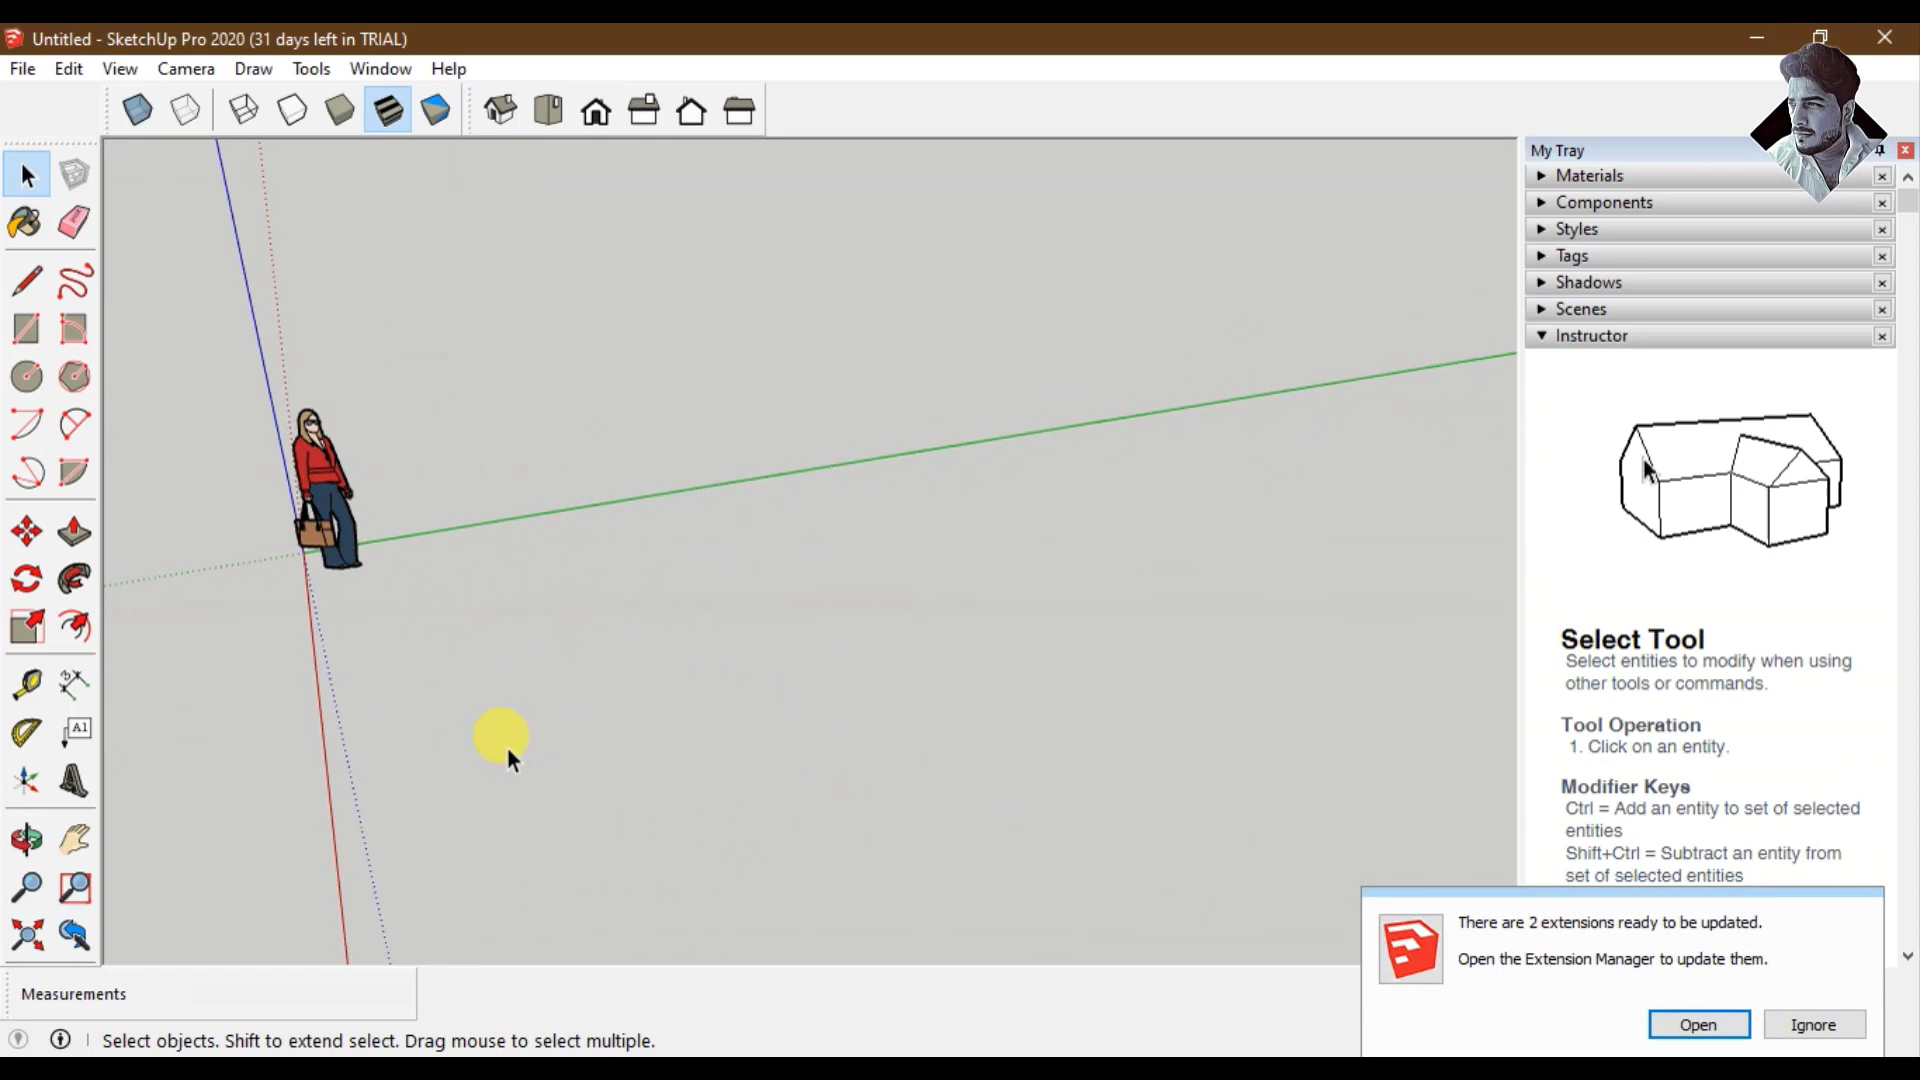 Untitled - SketchUp Pro 2020 (31 days left in TRIAL)
File Edit View Camera Draw Tools Window Help
My Tray
Materials
Components
Styles
Tags
Shadows
Scenes
Instructor
Select Tool
Select entities to modify when using
other tools or commands.
Tool Operation
1. Click on an entity.
Modifier Keys
Ctrl = Add an entity to set of selected
entities
Shift+Ctrl = Subtract an entity from
set of selected entities
A1
There are 2 extensions ready to be updated.
Open the Extension Manager to update them.
Open Ignore
Measurements
Select objects. Shift to extend select. Drag mouse to select multiple.